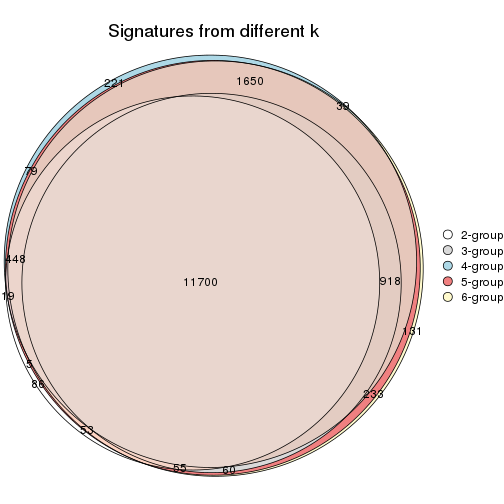 Signatures from different k
221
1650
39
79
448
11700
918
19
131
5
86
233
53
55
60
2-group
3-group
4-group
5-group
6-group